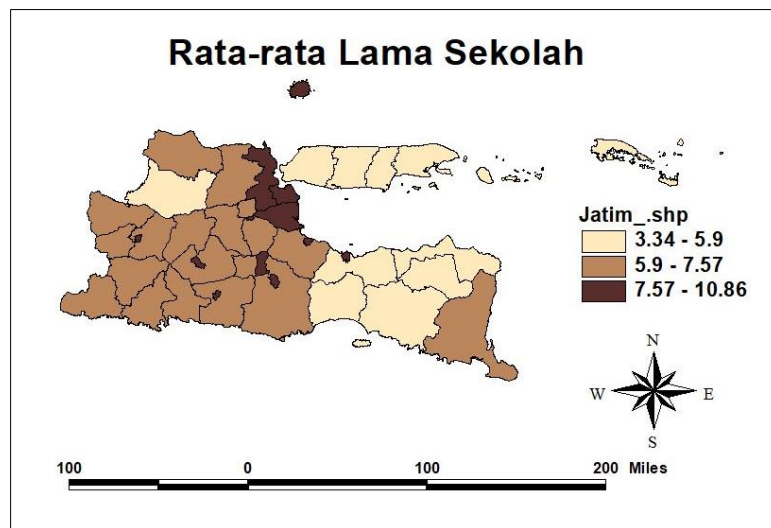 Rata-rata Lama Sekolah
Jatim_.shp
3.34 - 5.9
5.9 - 7.57
7.57 - 10.86
N
W E
S
100 0 100 200 Miles